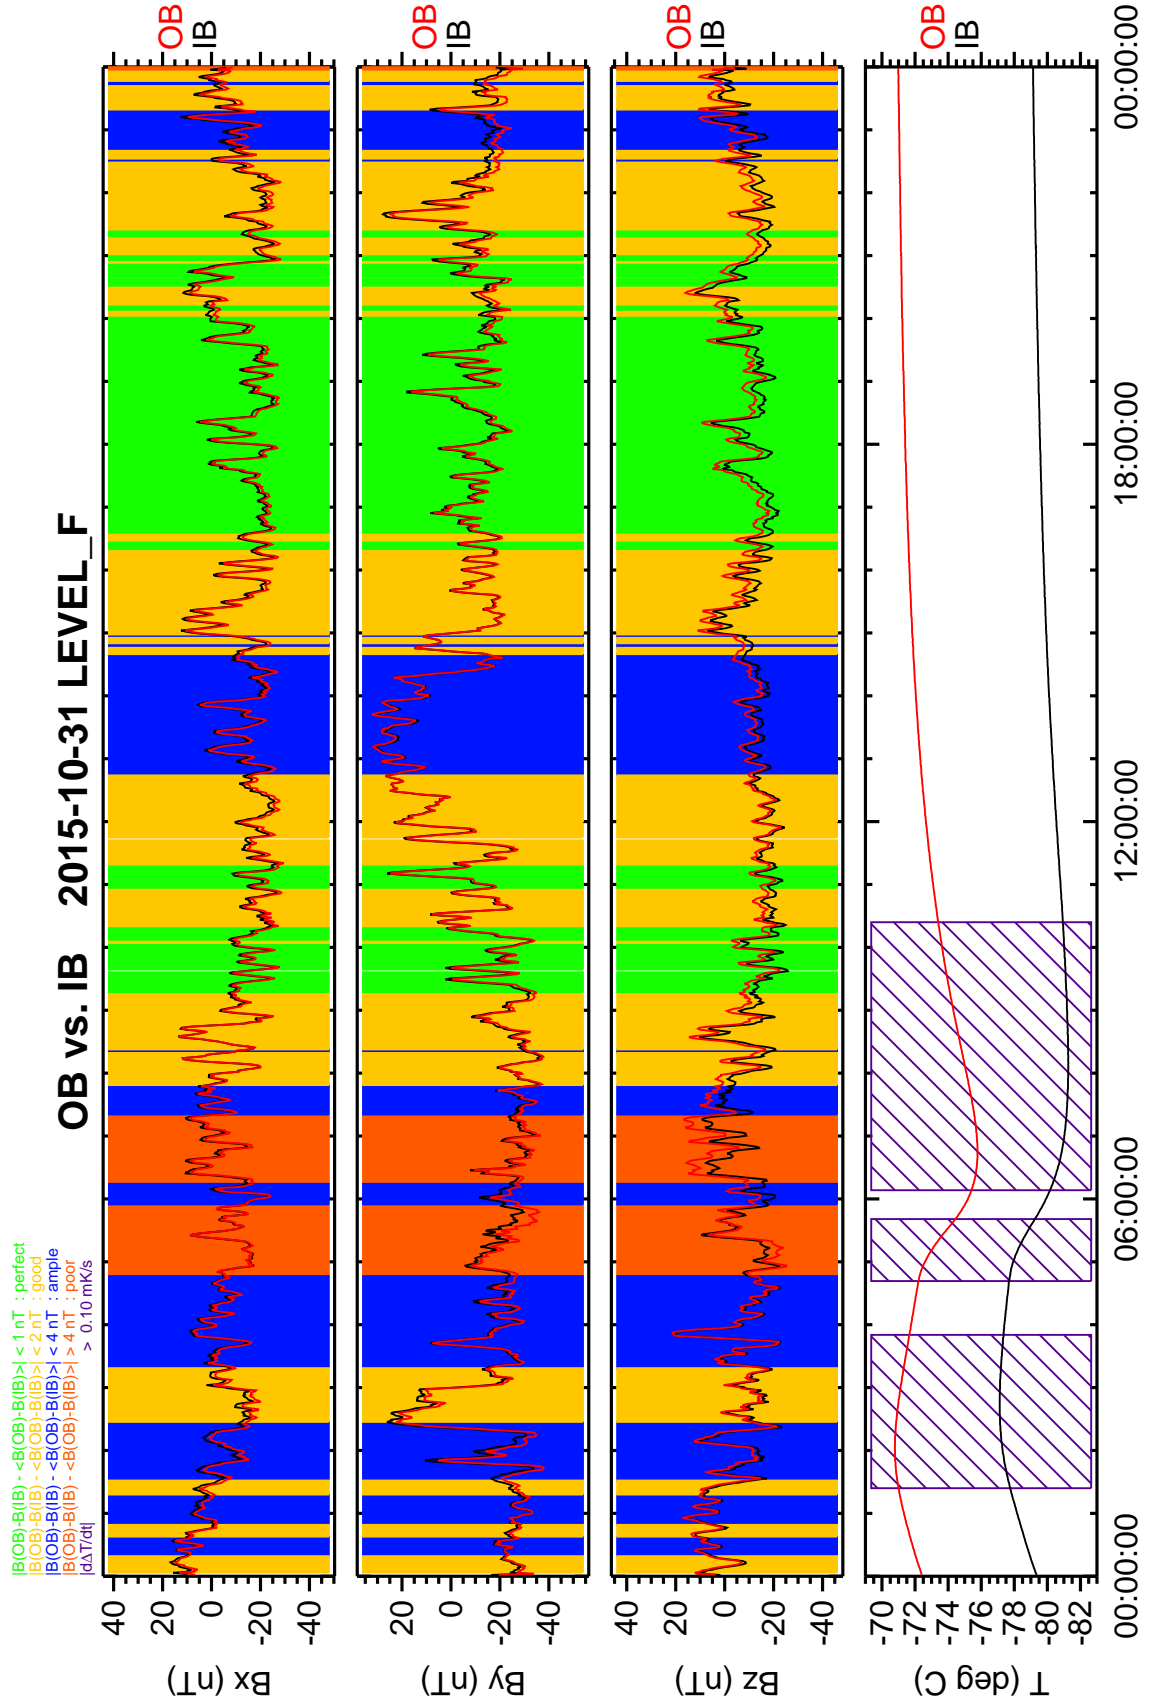 OB vs. IB 2015-10-31 LEVEL_F
|B(OB)-B(IB) - <B(OB)-B(IB)>| < 1 nT : perfect
|B(OB)-B(IB) - <B(OB)-B(IB)>| < 2 nT : good
|B(OB)-B(IB) - <B(OB)-B(IB)>| < 4 nT : ample
|B(OB)-B(IB) - <B(OB)-B(IB)>| > 4 nT : poor
|dΔT/dt| > 0.10 mK/s
Bx (nT)
40
20
0
-20
-40
OB
IB
By (nT)
20
0
-20
-40
OB
IB
Bz (nT)
40
20
0
-20
-40
OB
IB
T (deg C)
-70
-72
-74
-76
-78
-80
-82
OB
IB
00:00:00
06:00:00
12:00:00
18:00:00
00:00:00